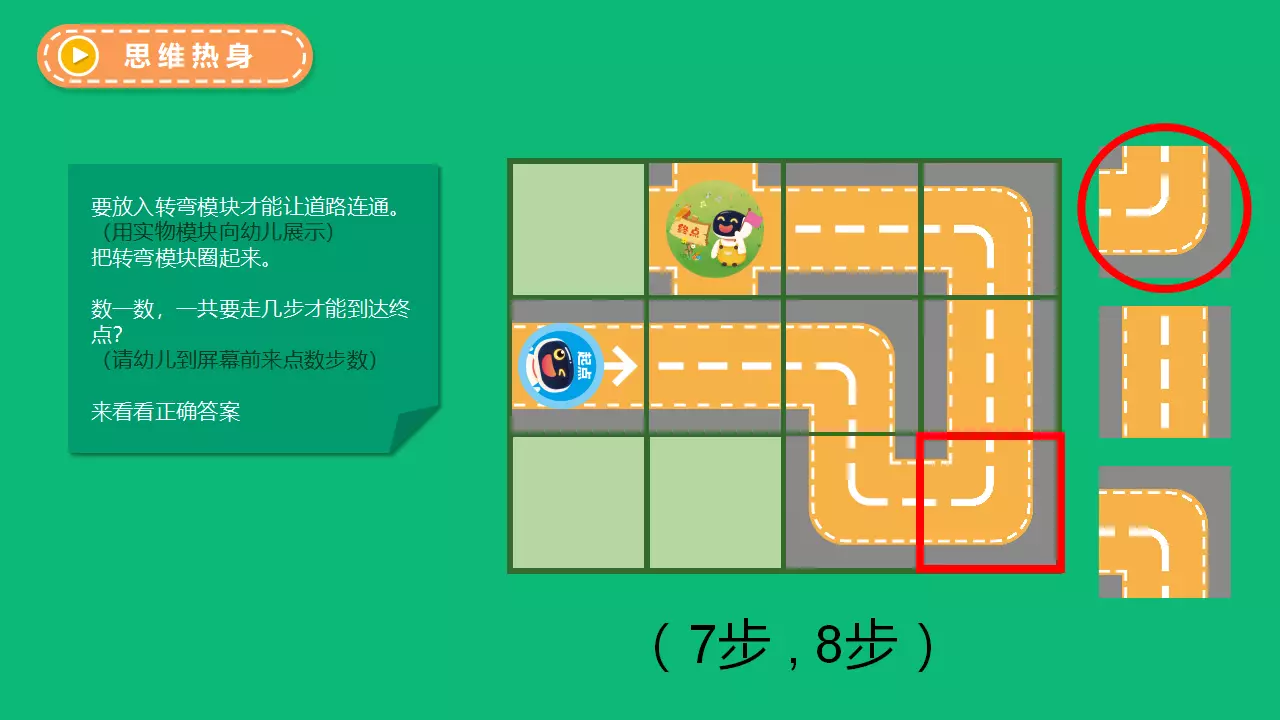 思维热身
要放入转弯模块才能让道路连通。
（用实物模块向幼儿展示）
把转弯模块圈起来。
数一数，一共要走几步才能到达终
点?
（请幼儿到屏幕前来点数步数）
来看看正确答案
终点
起点
（7步，8步）